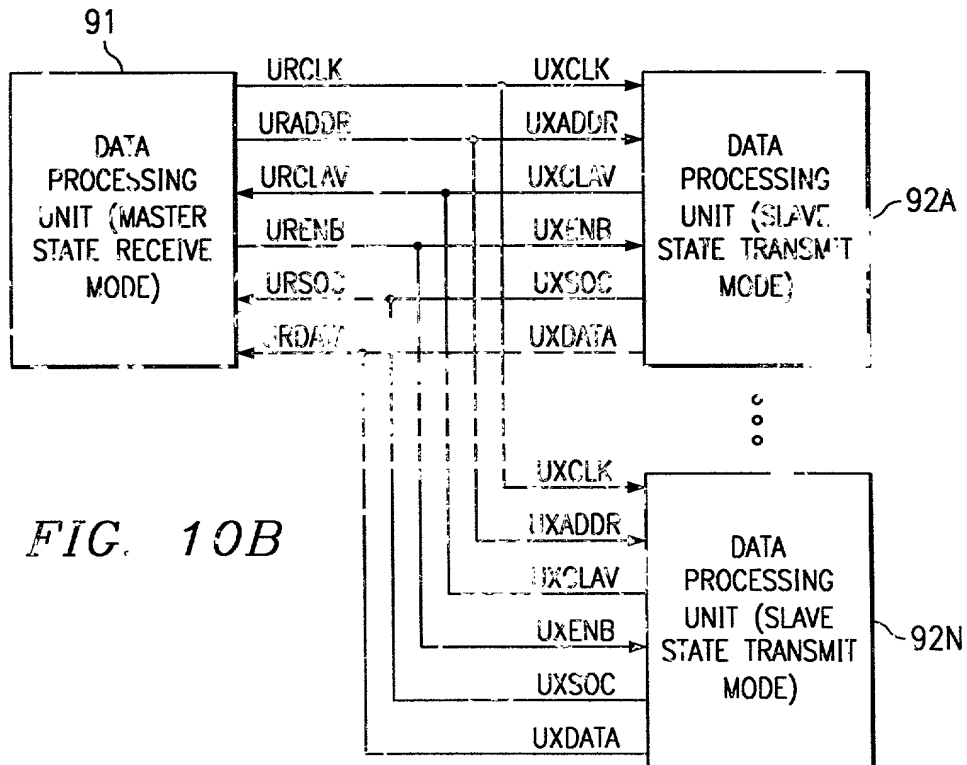 91
URCLK UXCLK
URADDR UXADDR
URCLAV UXCLAV
URENB UXENB
URSOC UXSOC
UXDATA
DATA
PROCESSING
UNIT (MASTER
STATE RECEIVE
MODE)
DATA
PROCESSING
UNIT (SLAVE
STATE TRANSMIT
MODE)
92A
UXCLK
UXADDR
UXCLAV
UXENB
UXSOC
UXDATA
DATA
PROCESSING
UNIT (SLAVE
STATE TRANSMIT
MODE)
92N
FIG. 10B